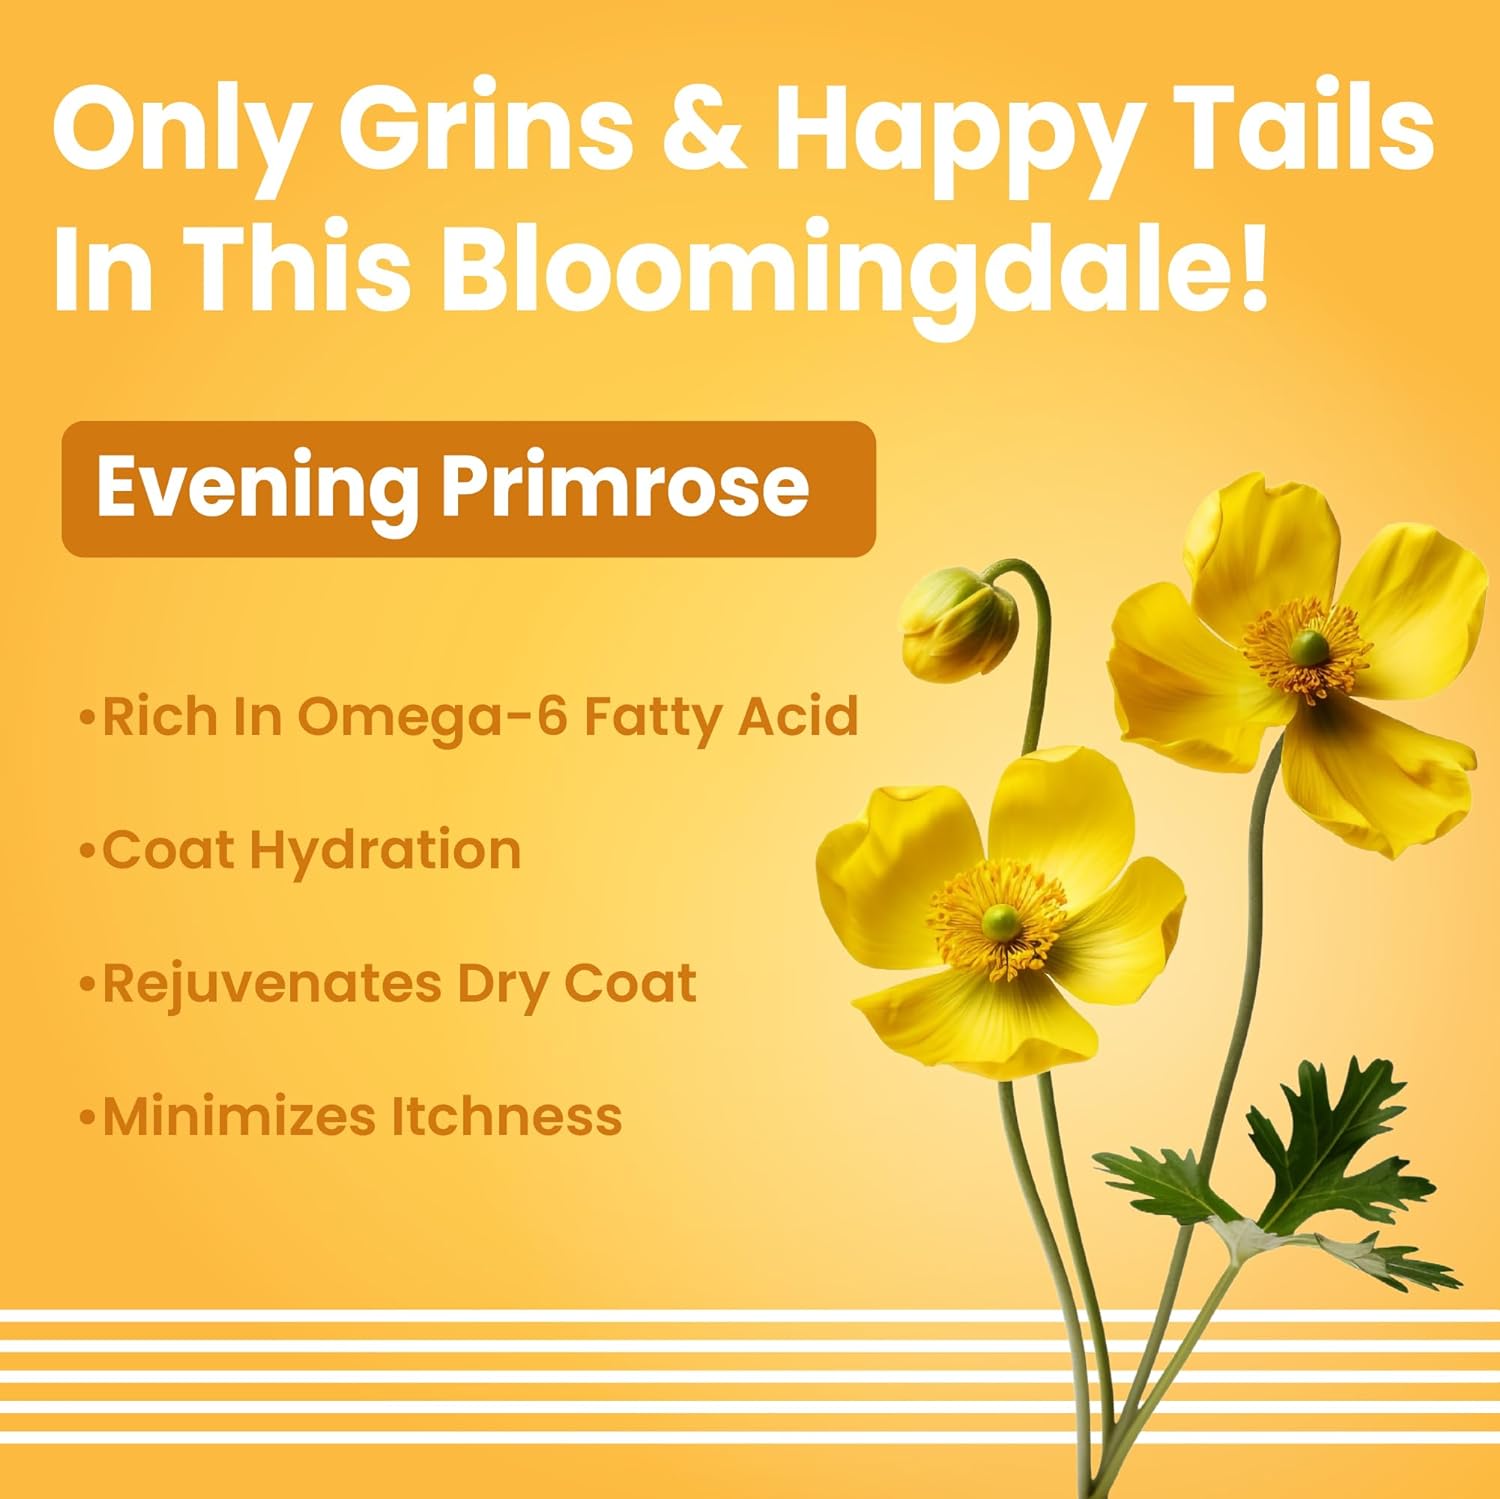 Only Grins & Happy Tails
In This Bloomingdale!
Evening Primrose
•Rich In Omega-6 Fatty Acid
•Coat Hydration
•Rejuvenates Dry Coat
•Minimizes Itchness